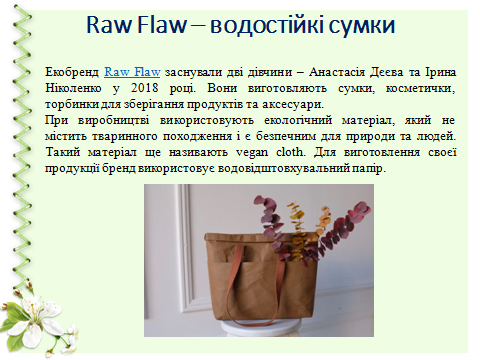 Raw Flaw – водостійкі сумки
Екобренд Raw Flaw заснували дві дівчини – Анастасія Деєва та Ірина
Ніколенко у 2018 році. Вони виготовляють сумки, косметички,
торбинки для зберігання продуктів та аксесуари.
При виробництві використовують екологічний матеріал, який не
містить тваринного походження і є безпечним для природи та людей.
Такий матеріал ще називають vegan cloth. Для виготовлення своєї
продукції бренд використовує водовідштовхувальний папір.